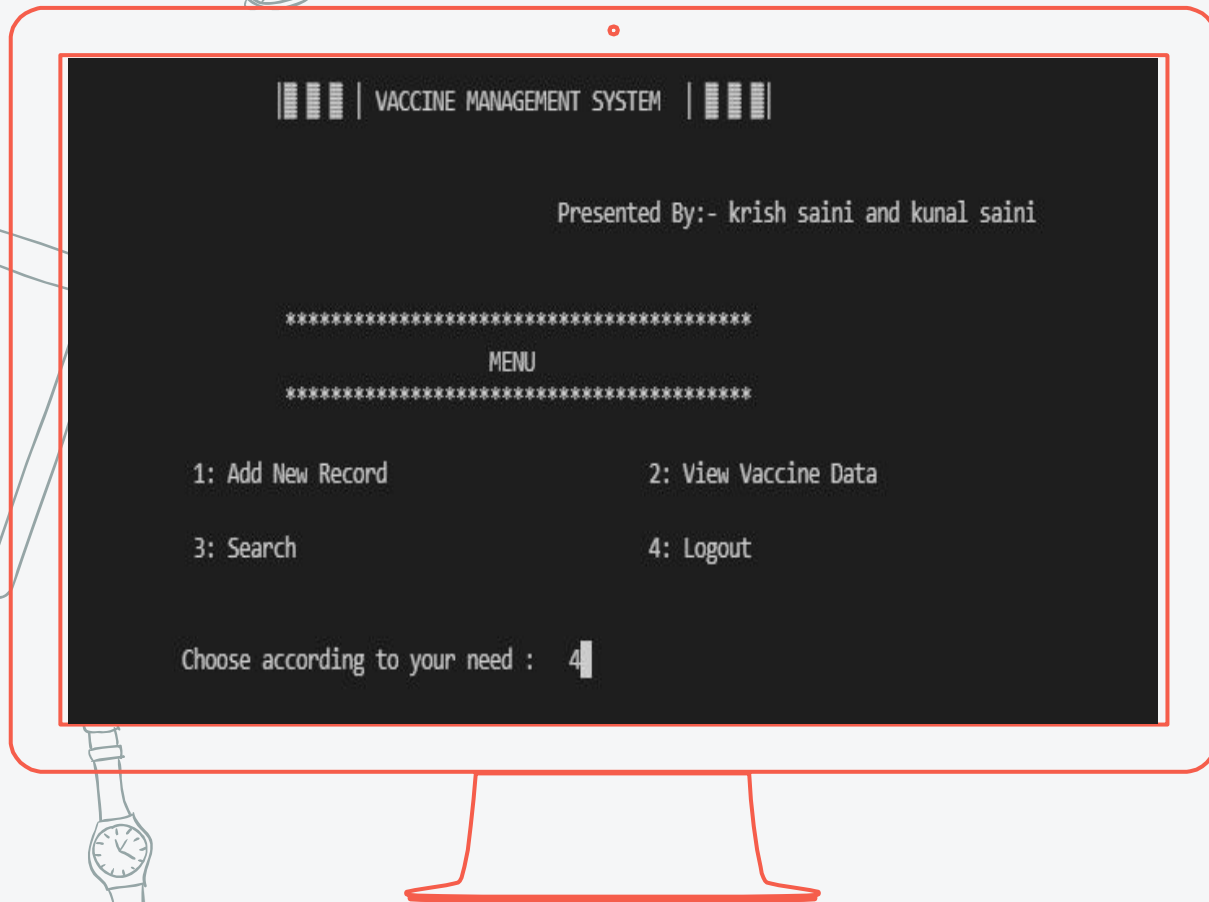 VACCINE MANAGEMENT SYSTEM
Presented By:- krish saini and kunal saini
*****************************************
MENU
*****************************************
1: Add New Record 2: View Vaccine Data
3: Search 4: Logout
Choose according to your need : 4